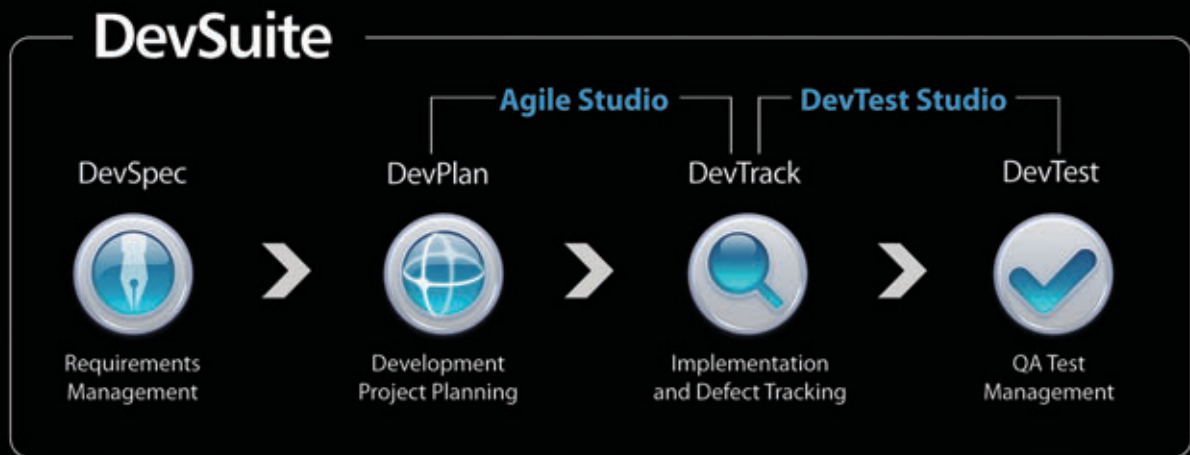 DevSuite
Agile Studio
DevTest Studio
DevSpec
DevPlan
DevTrack
DevTest
Requirements
Management
Development
Project Planning
Implementation
and Defect Tracking
QA Test
Management